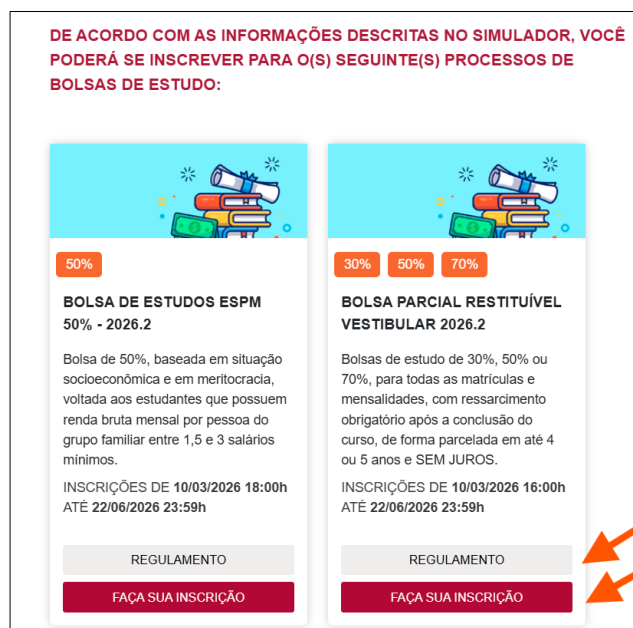 DE ACORDO COM AS INFORMAÇÕES DESCRITAS NO SIMULADOR, VOCÊ
PODERÁ SE INSCREVER PARA O(S) SEGUINTE(S) PROCESSOS DE
BOLSAS DE ESTUDO:
50%
BOLSA DE ESTUDOS ESPM
50% - 2026.2
Bolsa de 50%, baseada em situação
socioeconômica e em meritocracia,
voltada aos estudantes que possuem
renda bruta mensal por pessoa do
grupo familiar entre 1,5 e 3 salários
mínimos.
INSCRIÇÕES DE 10/03/2026 18:00h
ATÉ 22/06/2026 23:59h
REGULAMENTO
FAÇA SUA INSCRIÇÃO
30% 50% 70%
BOLSA PARCIAL RESTITUÍVEL
VESTIBULAR 2026.2
Bolsas de estudo de 30%, 50% ou
70%, para todas as matrículas e
mensalidades, com ressarcimento
obrigatório após a conclusão do
curso, de forma parcelada em até 4
ou 5 anos e SEM JUROS.
INSCRIÇÕES DE 10/03/2026 16:00h
ATÉ 22/06/2026 23:59h
REGULAMENTO
FAÇA SUA INSCRIÇÃO